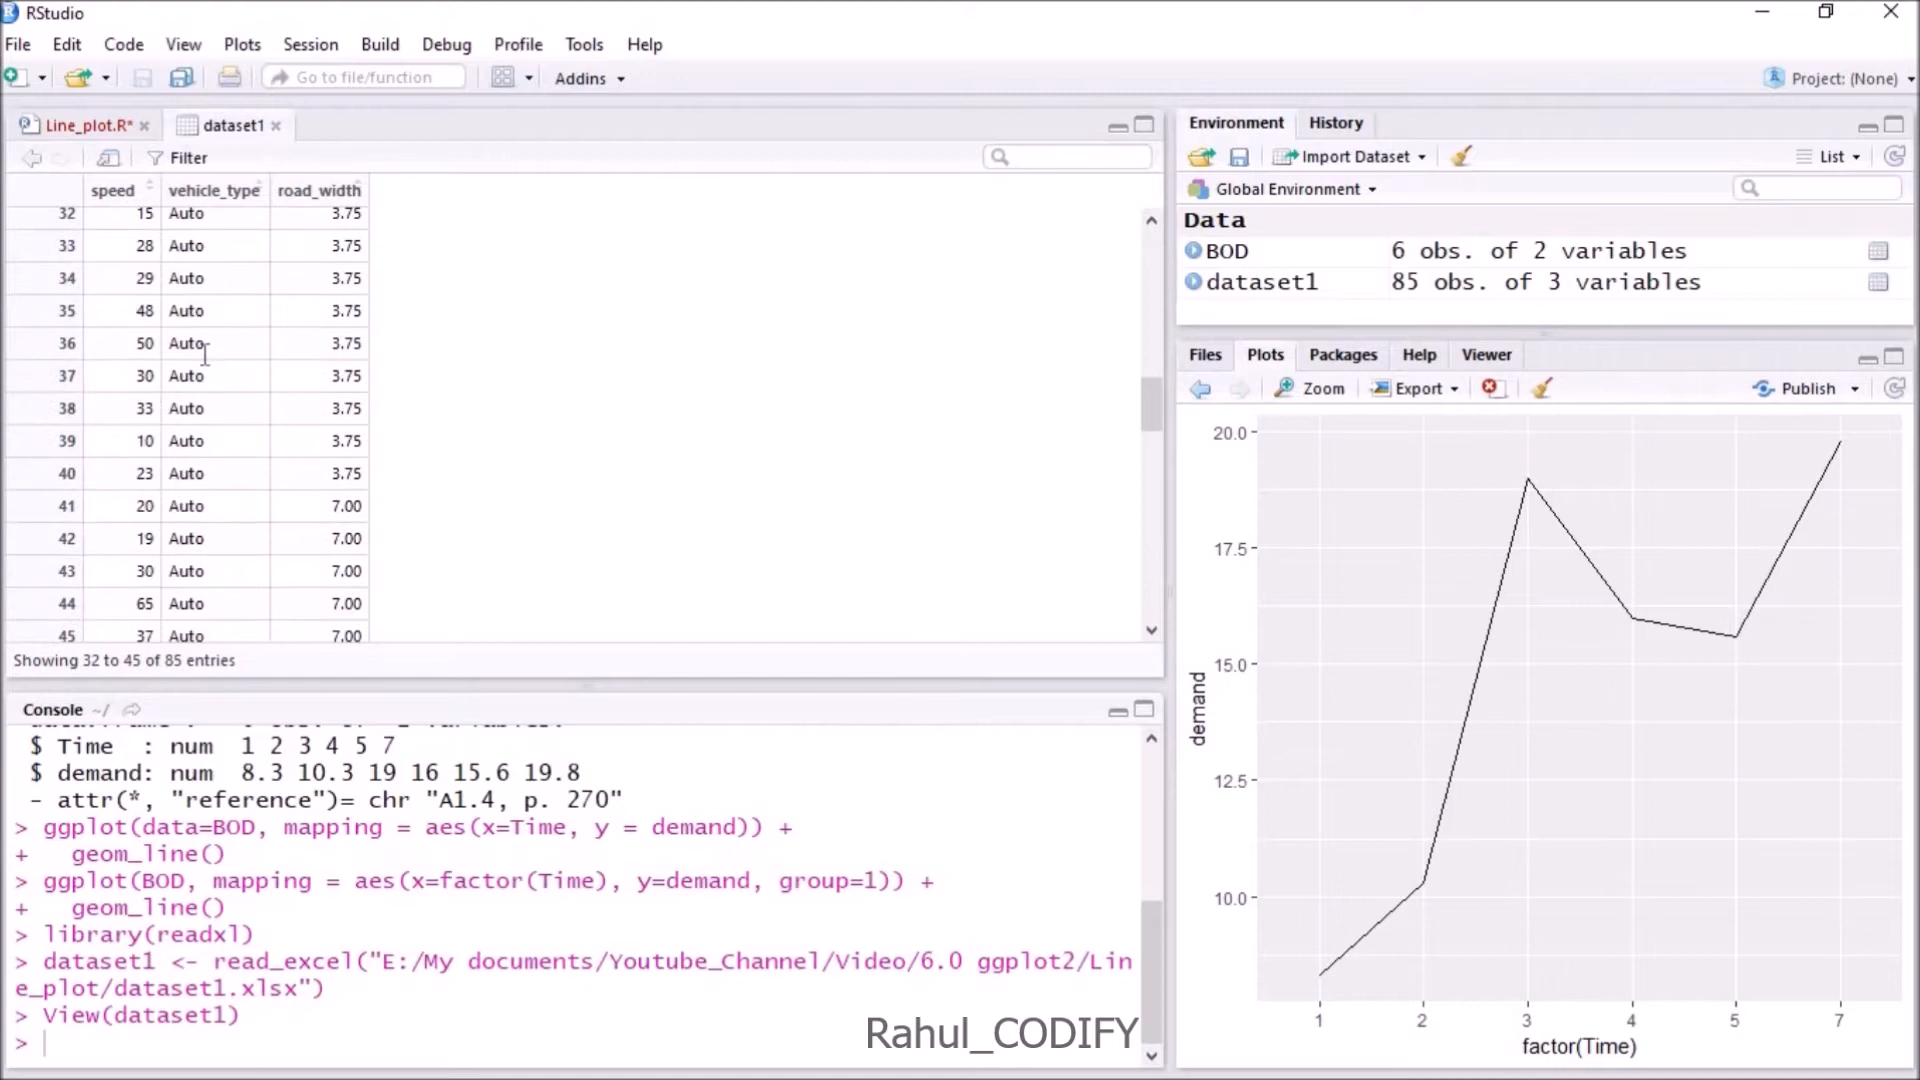 RStudio
File Edit Code View Plots Session Build Debug Profile Tools Help
Go to file/function Addins Project: (None)
Line_plot.R* dataset1
Filter
speed vehicle_type road_width
32 15 Auto 3.75
33 28 Auto 3.75
34 29 Auto 3.75
35 48 Auto 3.75
36 50 Auto 3.75
37 30 Auto 3.75
38 33 Auto 3.75
39 10 Auto 3.75
40 23 Auto 3.75
41 20 Auto 7.00
42 19 Auto 7.00
43 30 Auto 7.00
44 65 Auto 7.00
45 37 Auto 7.00
Showing 32 to 45 of 85 entries
Console ~/
$ Time : num 1 2 3 4 5 7
$ demand: num 8.3 10.3 19 16 15.6 19.8
- attr(*, "reference")= chr "A1.4, p. 270"
> ggplot(data=BOD, mapping = aes(x=Time, y = demand)) +
+ geom_line()
> ggplot(BOD, mapping = aes(x=factor(Time), y=demand, group=1)) +
+ geom_line()
> library(readxl)
> dataset1 <- read_excel("E:/My documents/Youtube_Channel/Video/6.0 ggplot2/Lin
e_plot/dataset1.xlsx")
> View(dataset1)
>
Rahul_CODIFY
Environment History
Import Dataset List
Global Environment
Data
BOD 6 obs. of 2 variables
dataset1 85 obs. of 3 variables
Files Plots Packages Help Viewer
Zoom Export Publish
20.0
17.5
15.0
12.5
10.0
demand
1 2 3 4 5 7
factor(Time)